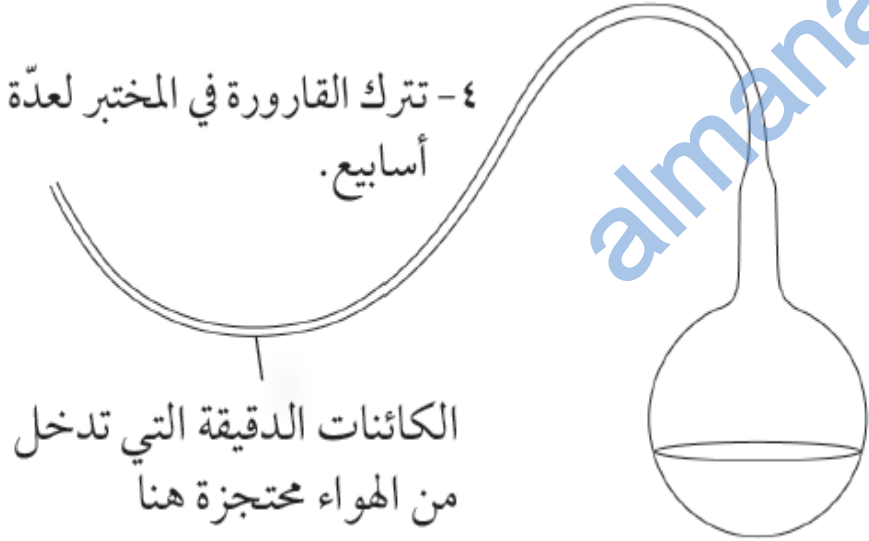 ٤- تترك القارورة في المختبر لعدّة
أسابيع.
الكائنات الدقيقة التي تدخل
من الهواء محتجزة هنا
almana